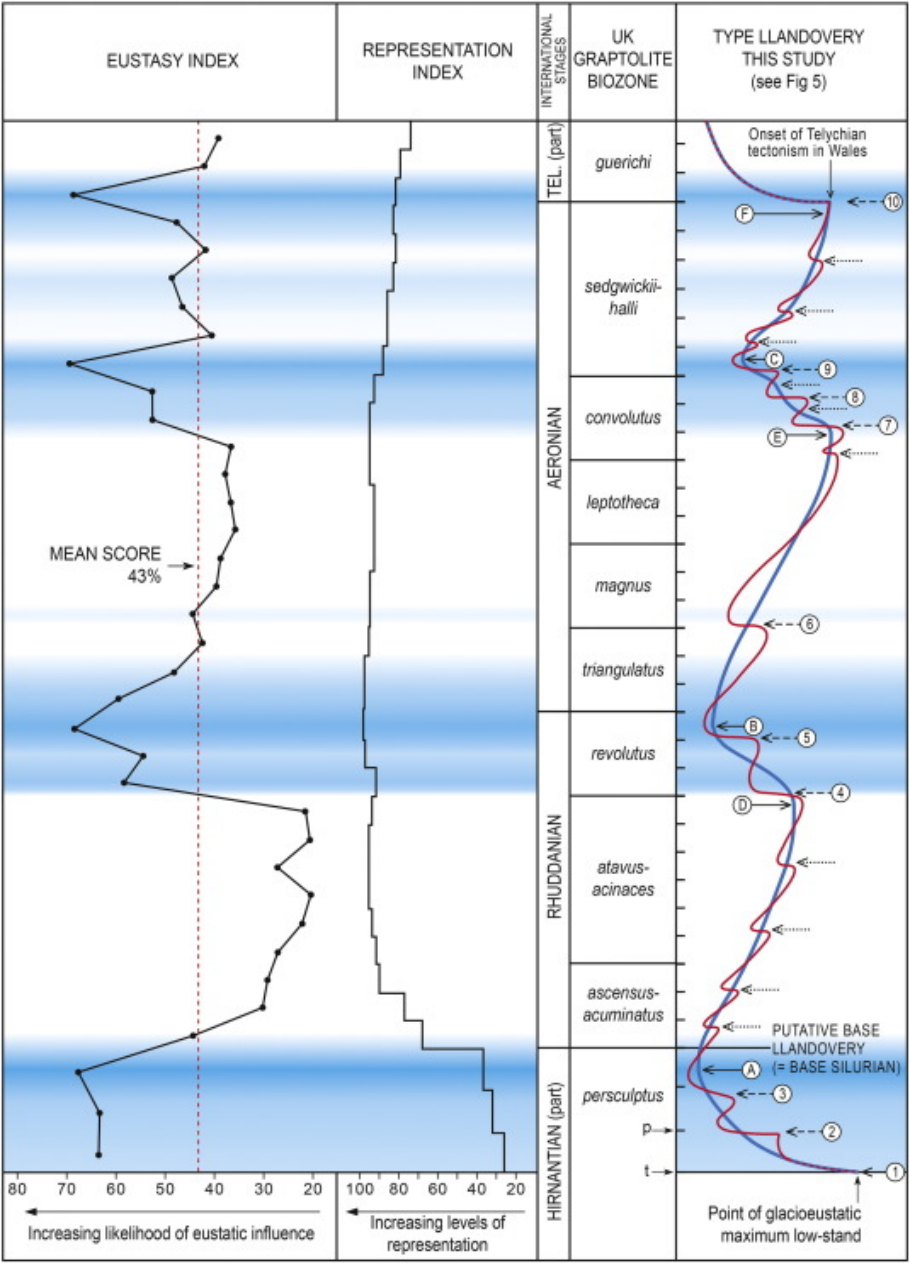 EUSTASY INDEX
REPRESENTATION
INDEX
INTERNATIONAL
STAGES
UK
GRAPTOLITE
BIOZONE
TYPE LLANDOVERY
THIS STUDY
(see Fig 5)
TEL. (part)
AERONIAN
RHUDDANIAN
HIRNANTIAN (part)
guerichi
sedgwickii-
halli
convolutus
leptotheca
magnus
triangulatus
revolutus
atavus-
acinaces
ascensus-
acuminatus
persculptus
p
t
Onset of Telychian
tectonism in Wales
10
F
C
9
8
7
E
6
B
5
4
D
PUTATIVE BASE
LLANDOVERY
(= BASE SILURIAN)
A
3
2
1
Point of glacioeustatic
maximum low-stand
MEAN SCORE
43%
80 70 60 50 40 30 20
Increasing likelihood of eustatic influence
100 80 60 40 20
Increasing levels of
representation